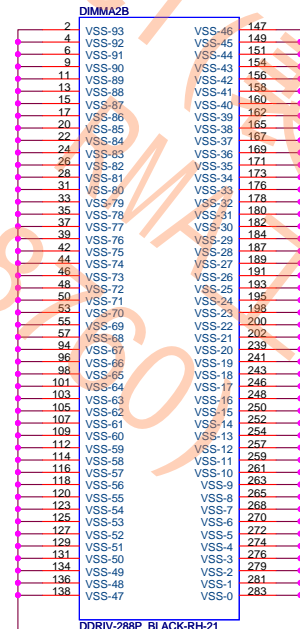 DIMMA2B
2 VSS-93 VSS-46 147
4 VSS-92 VSS-45 149
6 VSS-91 VSS-44 151
9 VSS-90 VSS-43 154
11 VSS-89 VSS-42 156
13 VSS-88 VSS-41 158
15 VSS-87 VSS-40 160
17 VSS-86 VSS-39 162
20 VSS-85 VSS-38 165
22 VSS-84 VSS-37 167
24 VSS-83 VSS-36 169
26 VSS-82 VSS-35 171
28 VSS-81 VSS-34 173
31 VSS-80 VSS-33 176
33 VSS-79 VSS-32 178
35 VSS-78 VSS-31 180
37 VSS-77 VSS-30 182
39 VSS-76 VSS-29 184
42 VSS-75 VSS-28 187
44 VSS-74 VSS-27 189
46 VSS-73 VSS-26 191
48 VSS-72 VSS-25 193
50 VSS-71 VSS-24 195
53 VSS-70 VSS-23 198
55 VSS-69 VSS-22 200
57 VSS-68 VSS-21 202
94 VSS-67 VSS-20 239
96 VSS-66 VSS-19 241
98 VSS-65 VSS-18 243
101 VSS-64 VSS-17 246
103 VSS-63 VSS-16 248
105 VSS-62 VSS-15 250
107 VSS-61 VSS-14 252
109 VSS-60 VSS-13 254
112 VSS-59 VSS-12 257
114 VSS-58 VSS-11 259
116 VSS-57 VSS-10 261
118 VSS-56 VSS-9 263
120 VSS-55 VSS-8 265
123 VSS-54 VSS-7 268
125 VSS-53 VSS-6 270
127 VSS-52 VSS-5 272
129 VSS-51 VSS-4 274
131 VSS-50 VSS-3 276
134 VSS-49 VSS-2 279
136 VSS-48 VSS-1 281
138 VSS-47 VSS-0 283
DDRIV-288P_BLACK-RH-21
8760)